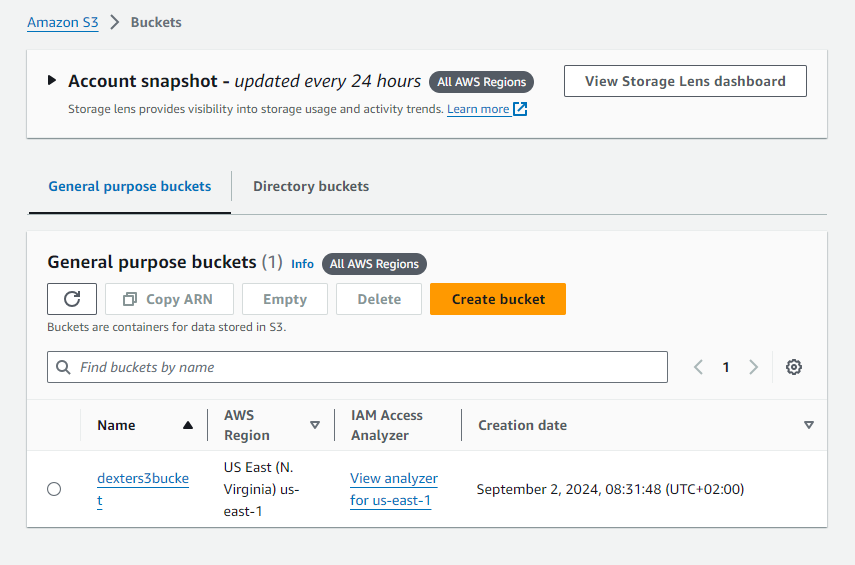 Amazon S3 > Buckets
Account snapshot - updated every 24 hours All AWS Regions
View Storage Lens dashboard
Storage lens provides visibility into storage usage and activity trends. Learn more
General purpose buckets
Directory buckets
General purpose buckets (1) Info All AWS Regions
Copy ARN
Empty
Delete
Create bucket
Buckets are containers for data stored in S3.
Find buckets by name
1
Name
AWS
Region
IAM Access
Analyzer
Creation date
dexters3bucke
t
US East (N.
Virginia) us-
east-1
View analyzer
for us-east-1
September 2, 2024, 08:31:48 (UTC+02:00)